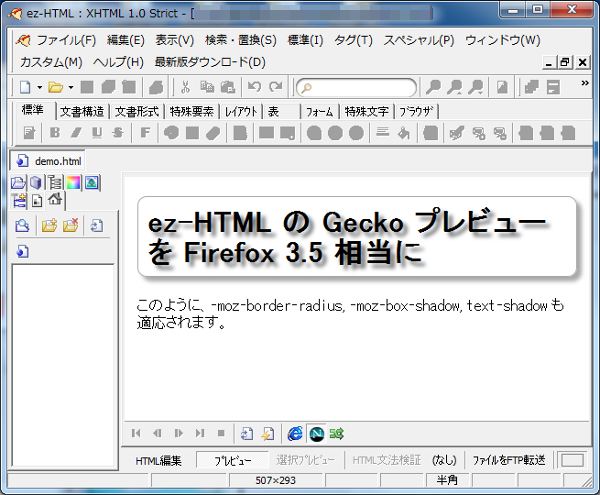 ez-HTML : XHTML 1.0 Strict - [
ファイル(F) 編集(E) 表示(V) 検索・置換(S) 標準(I) タグ(T) スペシャル(P) ウィンドウ(W)
カスタム(M) ヘルプ(H) 最新版ダウンロード(D)
標準 文書構造 文書形式 特殊要素 レイアウト 表 フォーム 特殊文字 ブラウザ
B I U S F
demo.html
ez-HTML の Gecko プレビュー
を Firefox 3.5 相当に
このように、-moz-border-radius, -moz-box-shadow, text-shadow も
適応されます。
HTML編集 プレビュー 選択プレビュー HTML文法検証 (なし) ファイルをFTP転送
507×293 半角